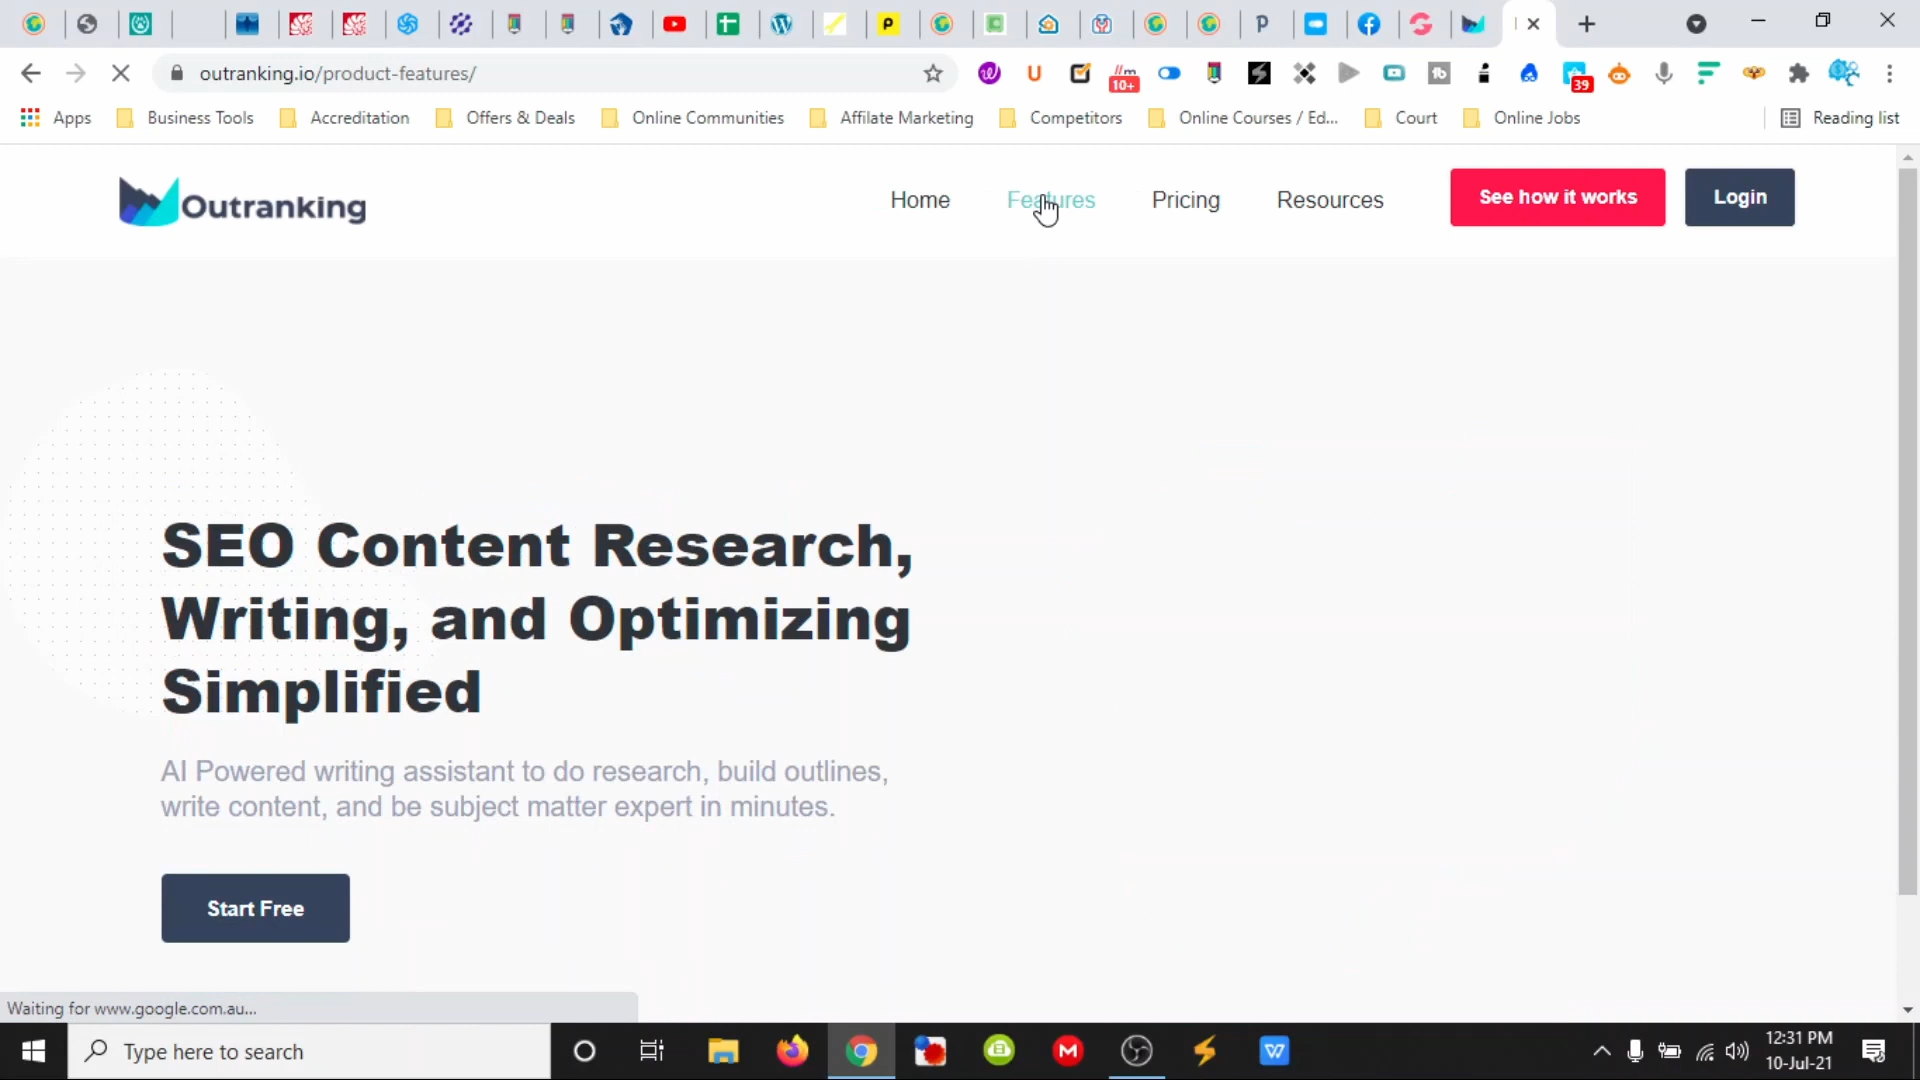 outranking.io/product-features/
10+
39
Apps
Business Tools
Accreditation
Offers & Deals
Online Communities
Affilate Marketing
Competitors
Online Courses / Ed...
Court
Online Jobs
Reading list
Outranking
Home
Features
Pricing
Resources
See how it works
Login
SEO Content Research,
Writing, and Optimizing
Simplified
AI Powered writing assistant to do research, build outlines,
write content, and be subject matter expert in minutes.
Start Free
Waiting for www.google.com.au...
Type here to search
12:31 PM
10-Jul-21